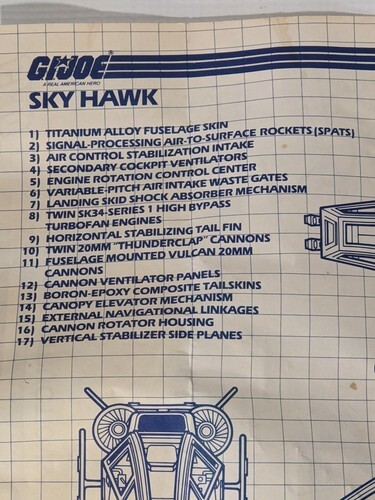 GIJOE®
A REAL AMERICAN HERO
SKY HAWK
1) TITANIUM ALLOY FUSELAGE SKIN
2) SIGNAL-PROCESSING AIR-TO-SURFACE ROCKETS (SPATS)
3) AIR CONTROL STABILIZATION INTAKE
4) SECONDARY COCKPIT VENTILATORS
5) ENGINE ROTATION CONTROL CENTER
6) VARIABLE-PITCH AIR INTAKE WASTE GATES
7) LANDING SKID SHOCK ABSORBER MECHANISM
8) TWIN SK34-SERIES 1 HIGH BYPASS
TURBOFAN ENGINES
9) HORIZONTAL STABILIZING TAIL FIN
10) TWIN 20MM "THUNDERCLAP" CANNONS
11) FUSELAGE MOUNTED VULCAN 20MM
CANNONS
12) CANNON VENTILATOR PANELS
13) BORON-EPOXY COMPOSITE TAILSKINS
14) CANOPY ELEVATOR MECHANISM
15) EXTERNAL NAVIGATIONAL LINKAGES
16) CANNON ROTATOR HOUSING
17) VERTICAL STABILIZER SIDE PLANES